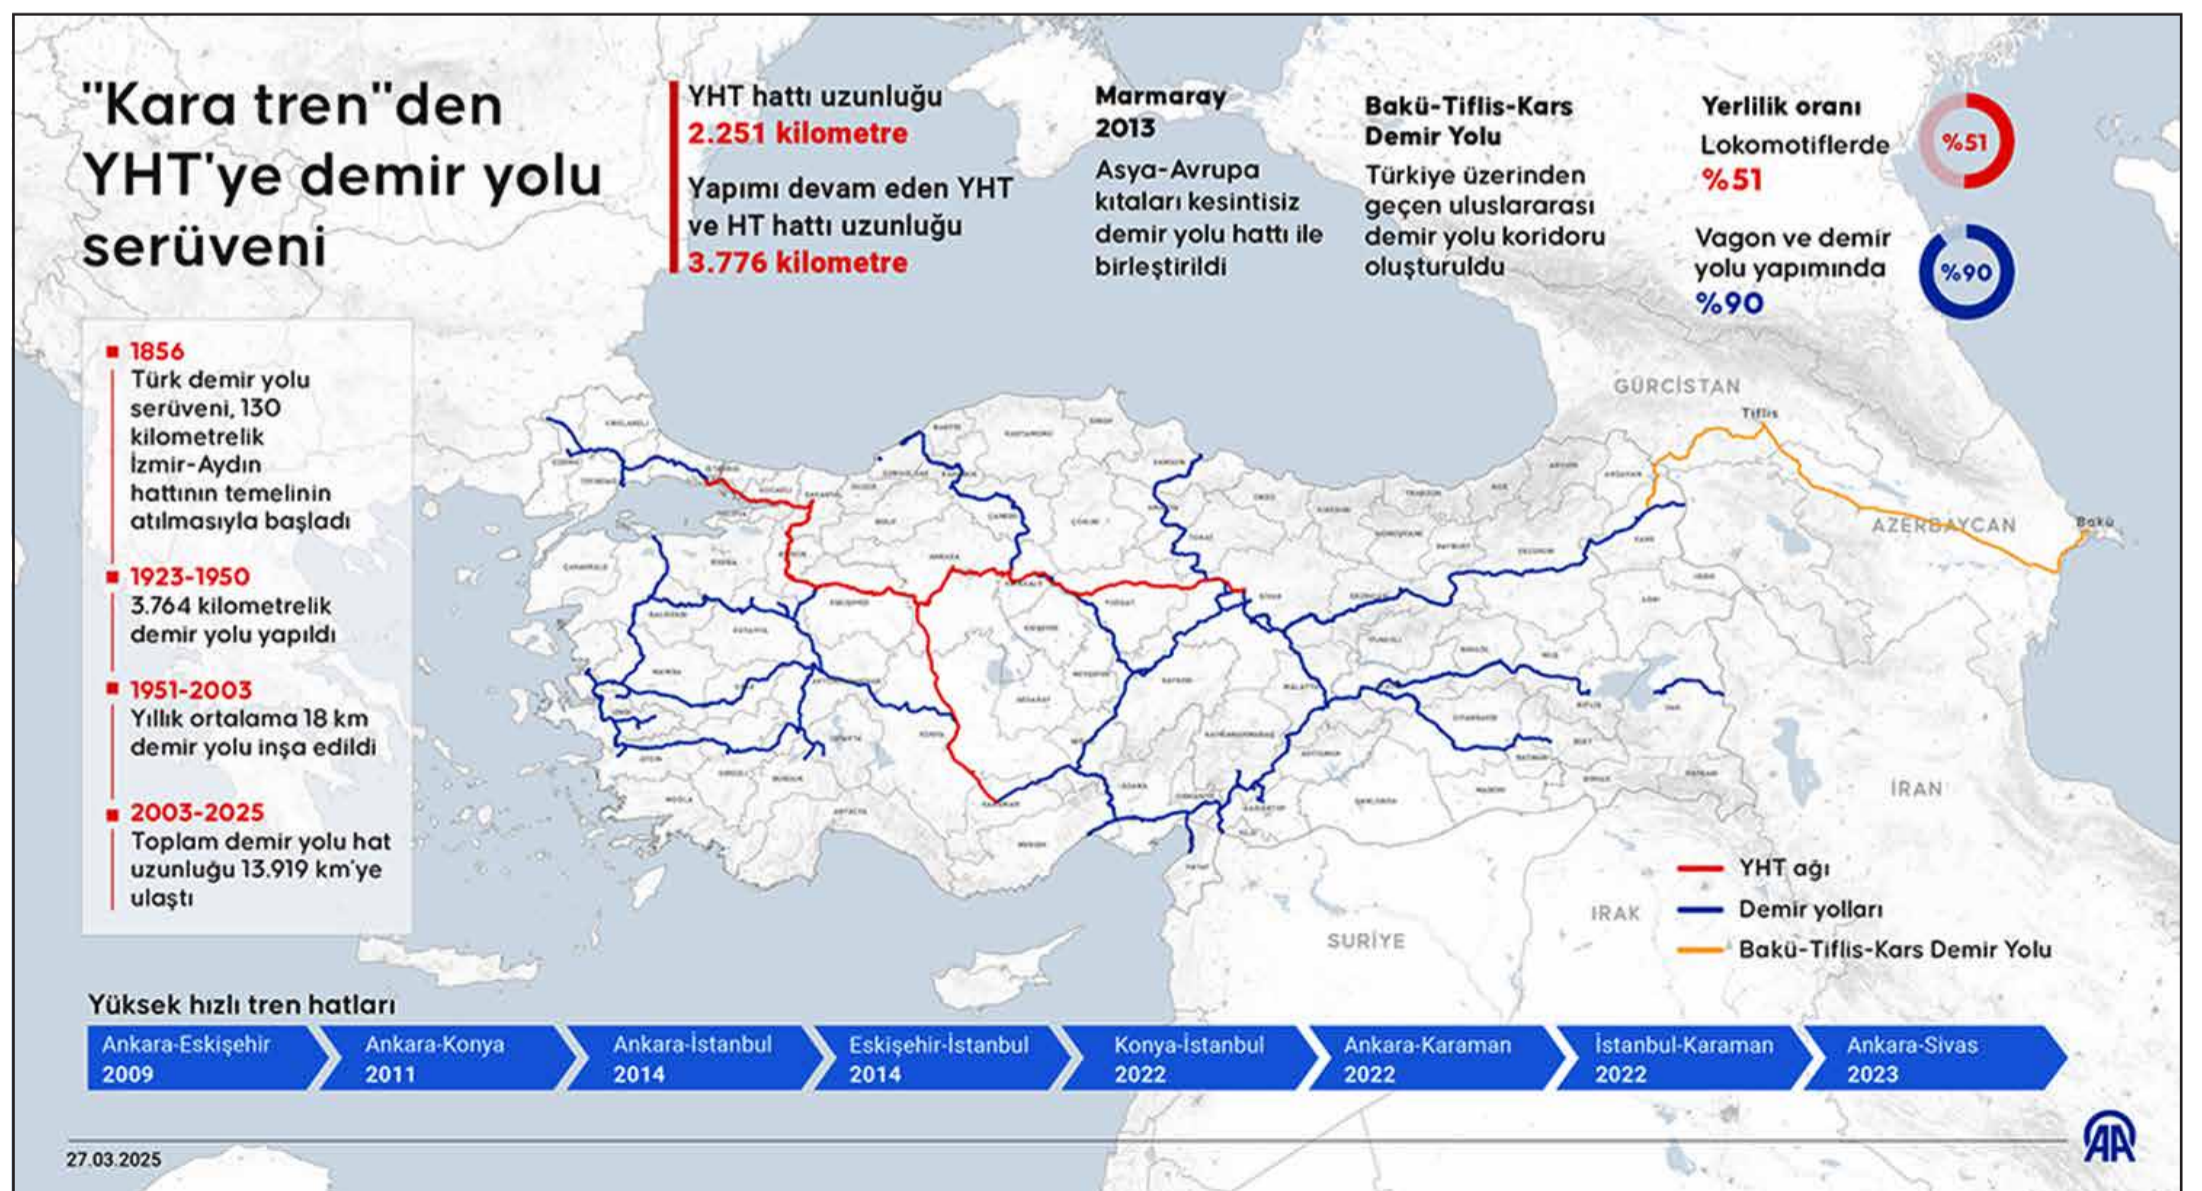 "Kara tren"den
YHT'ye demir yolu
serüveni
YHT hattı uzunluğu
2.251 kilometre
Yapımı devam eden YHT
ve HT hattı uzunluğu
3.776 kilometre
Marmaray
2013
Asya-Avrupa
kıtaları kesintisiz
demir yolu hattı ile
birleştirildi
Bakü-Tiflis-Kars
Demir Yolu
Türkiye üzerinden
geçen uluslararası
demir yolu koridoru
oluşturuldu
Yerlilik oranı
Lokomotiflerde
%51
%51
Vagon ve demir
yolu yapımında
%90
%90
1856
Türk demir yolu
serüveni, 130
kilometrelik
İzmir-Aydın
hattının temelinin
atılmasıyla başladı
1923-1950
3.764 kilometrelik
demir yolu yapıldı
1951-2003
Yıllık ortalama 18 km
demir yolu inşa edildi
2003-2025
Toplam demir yolu hat
uzunluğu 13.919 km'ye
ulaştı
GÜRCİSTAN
Tiflis
AZERBAYCAN
Bakü
İRAN
IRAK
SURİYE
YHT ağı
Demir yolları
Bakü-Tiflis-Kars Demir Yolu
Yüksek hızlı tren hatları
Ankara-Eskişehir
2009
Ankara-Konya
2011
Ankara-İstanbul
2014
Eskişehir-İstanbul
2014
Konya-İstanbul
2022
Ankara-Karaman
2022
İstanbul-Karaman
2022
Ankara-Sivas
2023
27.03.2025
AA